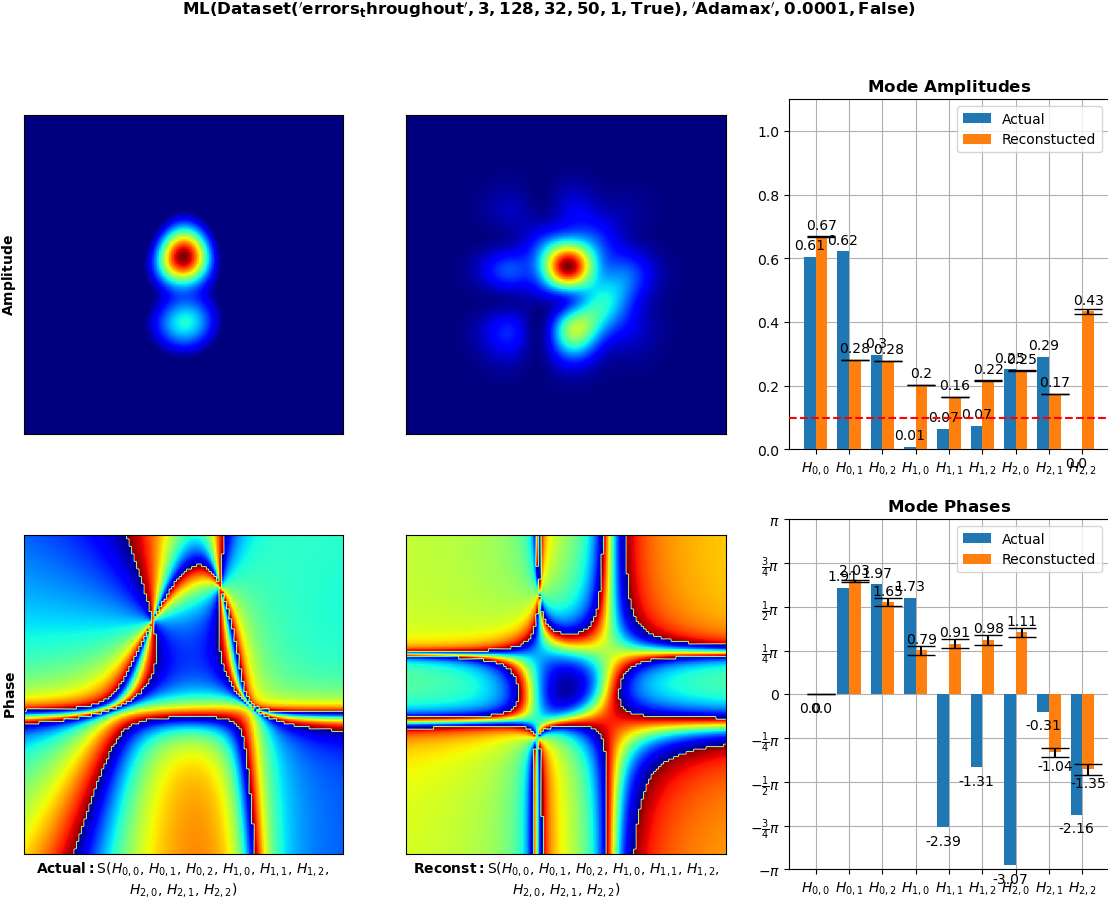 ML(Dataset('errors_throughout', 3, 128, 32, 50, 1, True), 'Adamax', 0.0001, False)
Amplitude
Mode Amplitudes
Actual
Reconstucted
1.0
0.8
0.6
0.4
0.2
0.0
0.61 0.67 0.62 0.28 0.3 0.28 0.01 0.2 0.07 0.16 0.07 0.22 0.25 0.25 0.29 0.17 0.0 0.43
H0,0 H0,1 H0,2 H1,0 H1,1 H1,2 H2,0 H2,1 H2,2
Phase
Actual: S(H0,0, H0,1, H0,2, H1,0, H1,1, H1,2,
H2,0, H2,1, H2,2)
Reconst: S(H0,0, H0,1, H0,2, H1,0, H1,1, H1,2,
H2,0, H2,1, H2,2)
Mode Phases
Actual
Reconstucted
π
3/4π
1/2π
1/4π
0
−1/4π
−1/2π
−3/4π
−π
0.0 0.0 1.91 2.03 1.97 1.65 1.73 0.79 -2.39 0.91 -1.31 0.98 -3.07 1.11 -0.31 -1.04 -2.16 -1.35
H0,0 H0,1 H0,2 H1,0 H1,1 H1,2 H2,0 H2,1 H2,2